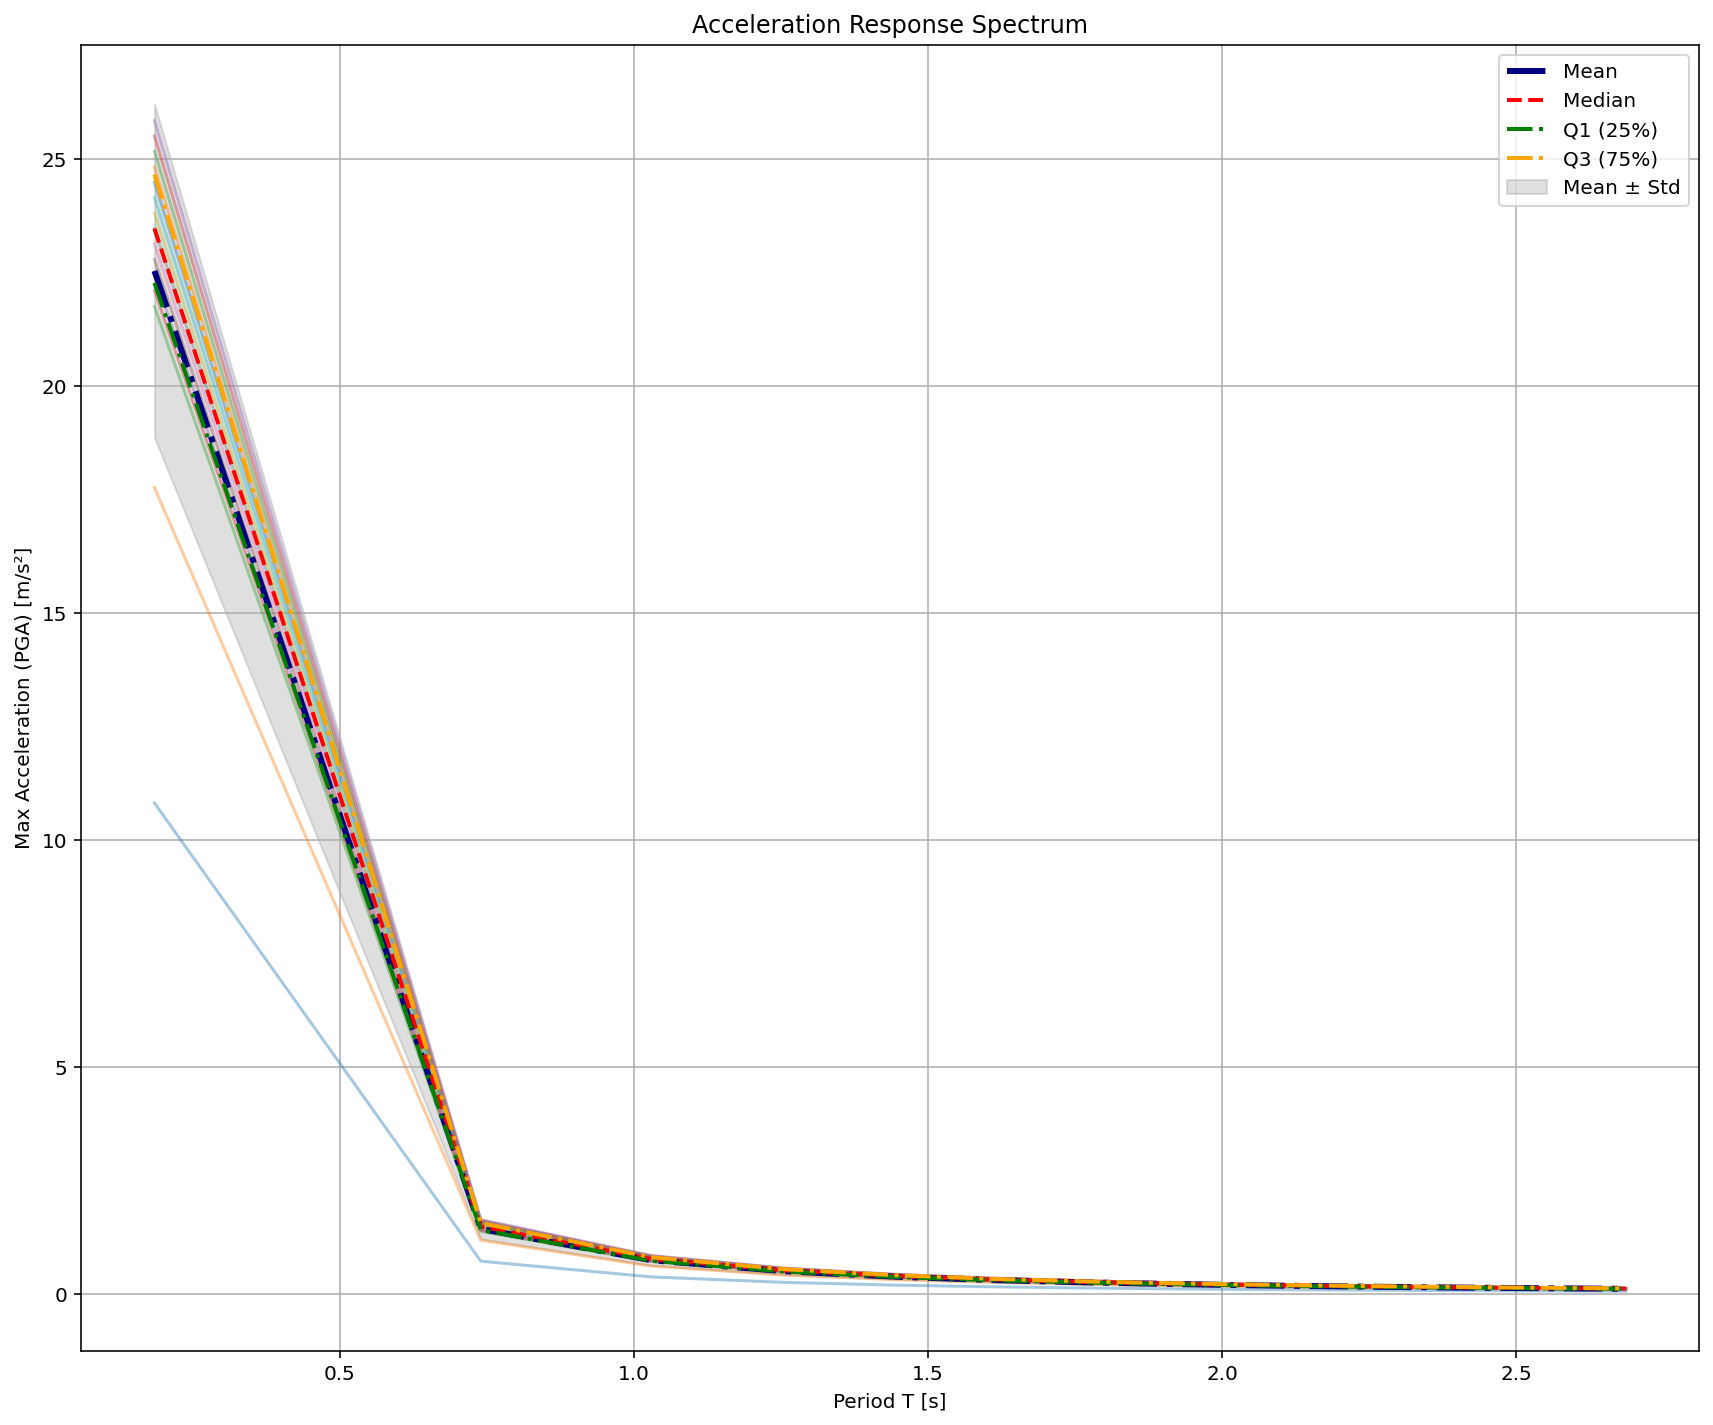 Acceleration Response Spectrum
Mean
Median
Q1 (25%)
Q3 (75%)
Mean ± Std
Max Acceleration (PGA) [m/s²]
25
20
15
10
5
0
0.5 1.0 1.5 2.0 2.5
Period T [s]